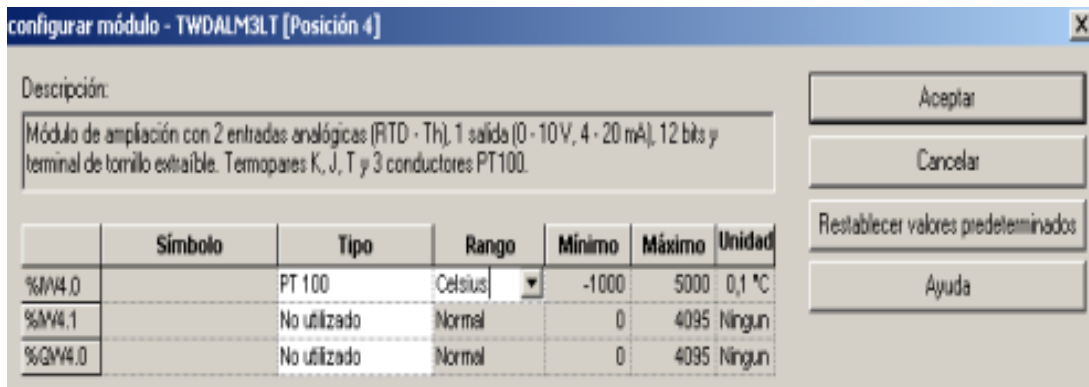 configurar módulo - TWDALM3LT [Posición 4]
X
Descripción:
Módulo de ampliación con 2 entradas analógicas (RTD - Th), 1 salida (0 - 10 V, 4 - 20 mA), 12 bits y
terminal de tornillo extraíble. Termopares K, J, T y 3 conductores PT100.
Aceptar
Cancelar
Restablecer valores predeterminados
Ayuda
Símbolo Tipo Rango Mínimo Máximo Unidad
%IW4.0 PT 100 Celsius -1000 5000 0,1 °C
%IW4.1 No utilizado Normal 0 4095 Ningun
%QW4.0 No utilizado Normal 0 4095 Ningun